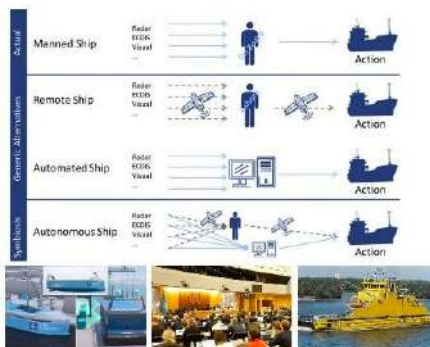 Actual
Manned Ship
Radar
ECDIS
Visual
...
Action
Generic Alternatives
Remote Ship
Radar
ECDIS
Visual
...
Action
Automated Ship
Radar
ECDIS
Visual
...
Action
Symbiosis
Autonomous Ship
Radar
ECDIS
Visual
...
Action